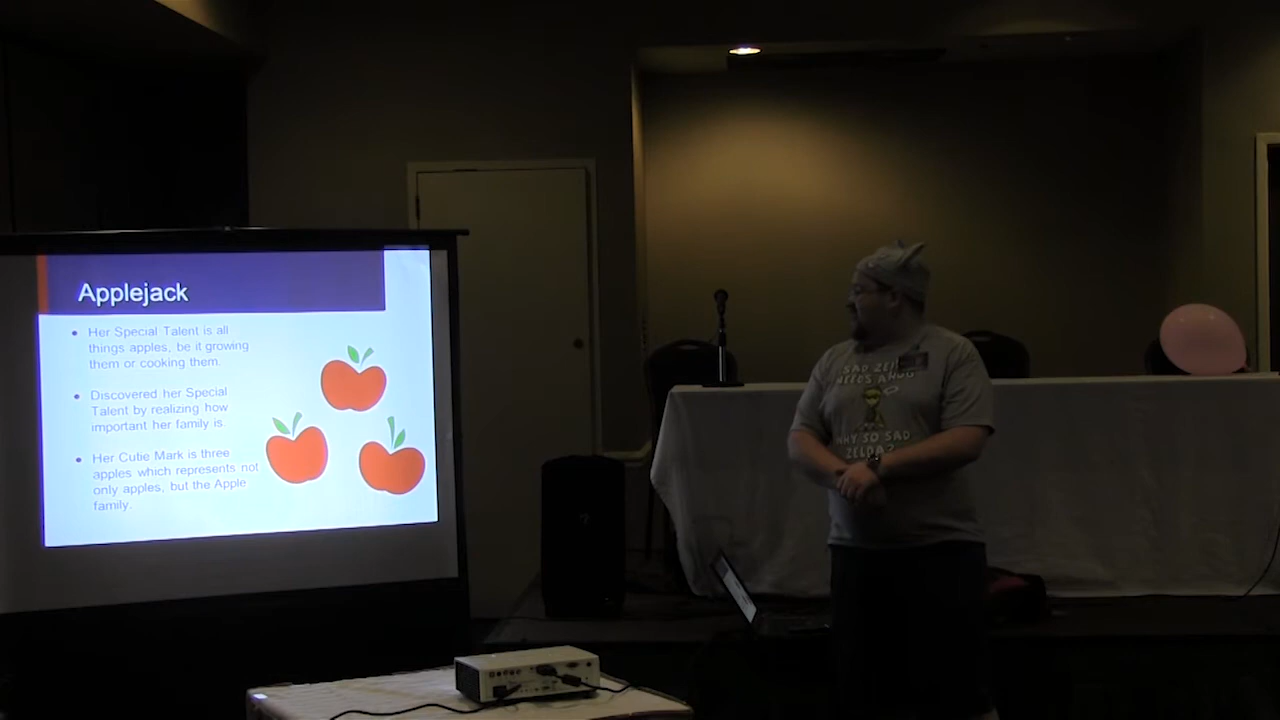 Applejack
Her Special Talent is all
things apples, be it growing
them or cooking them.
Discovered her Special
Talent by realizing how
important her family is.
Her Cutie Mark is three
apples which represents not
only apples, but the Apple
family.
SAD ZELDA
NEEDS A HUG
WHY SO SAD
ZELDA?